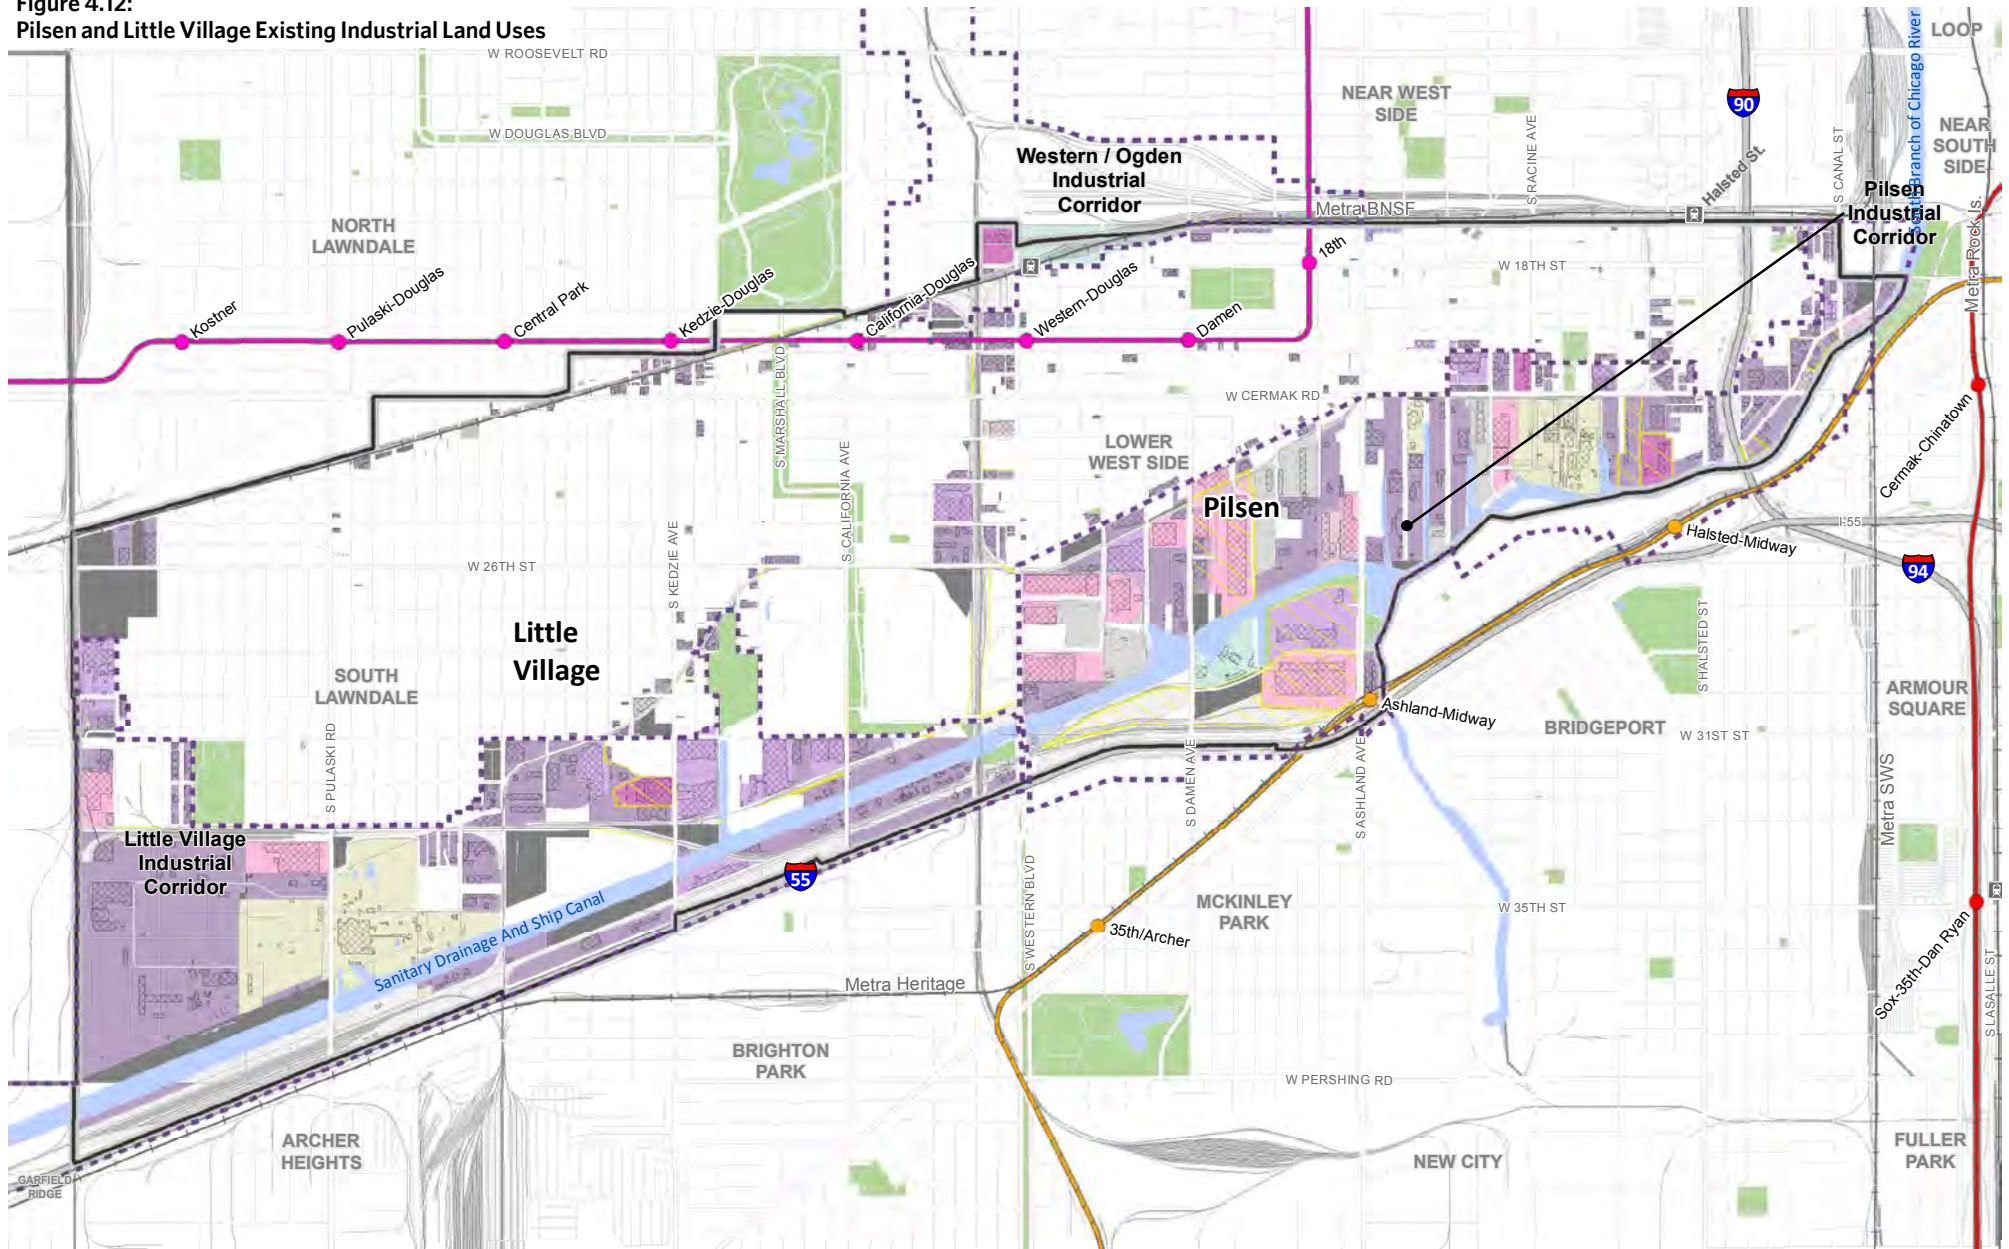 Figure 4.12:
Pilsen and Little Village Existing Industrial Land Uses
LOOP
W ROOSEVELT RD
South Branch of Chicago River
NEAR WEST
SIDE
90
S RACINE AVE
S CANAL ST
NEAR
SOUTH
SIDE
W DOUGLAS BLVD
Western / Ogden
Industrial
Corridor
Halsted St.
Pilsen
Industrial
Corridor
Metra BNSF
Metra Rock Is.
NORTH
LAWNDALE
18th
W 18TH ST
Kostner
Pulaski-Douglas
Central Park
Kedzie-Douglas
California-Douglas
Western-Douglas
Damen
S MARSHALL BLVD
W CERMAK RD
Cermak-Chinatown
LOWER
WEST SIDE
S CALIFORNIA AVE
Pilsen
S KEDZIE AVE
I-55
Halsted-Midway
W 26TH ST
94
Little
Village
S HALSTED ST
SOUTH
LAWNDALE
ARMOUR
SQUARE
Ashland-Midway
BRIDGEPORT
W 31ST ST
S PULASKI RD
S DAMEN AVE
S ASHLAND AVE
Metra SWS
Little Village
Industrial
Corridor
55
S WESTERN BLVD
MCKINLEY
PARK
W 35TH ST
Sanitary Drainage And Ship Canal
35th/Archer
Sox-35th-Dan Ryan
S LASALLE ST
Metra Heritage
BRIGHTON
PARK
W PERSHING RD
ARCHER
HEIGHTS
NEW CITY
FULLER
PARK
GARFIELD
RIDGE